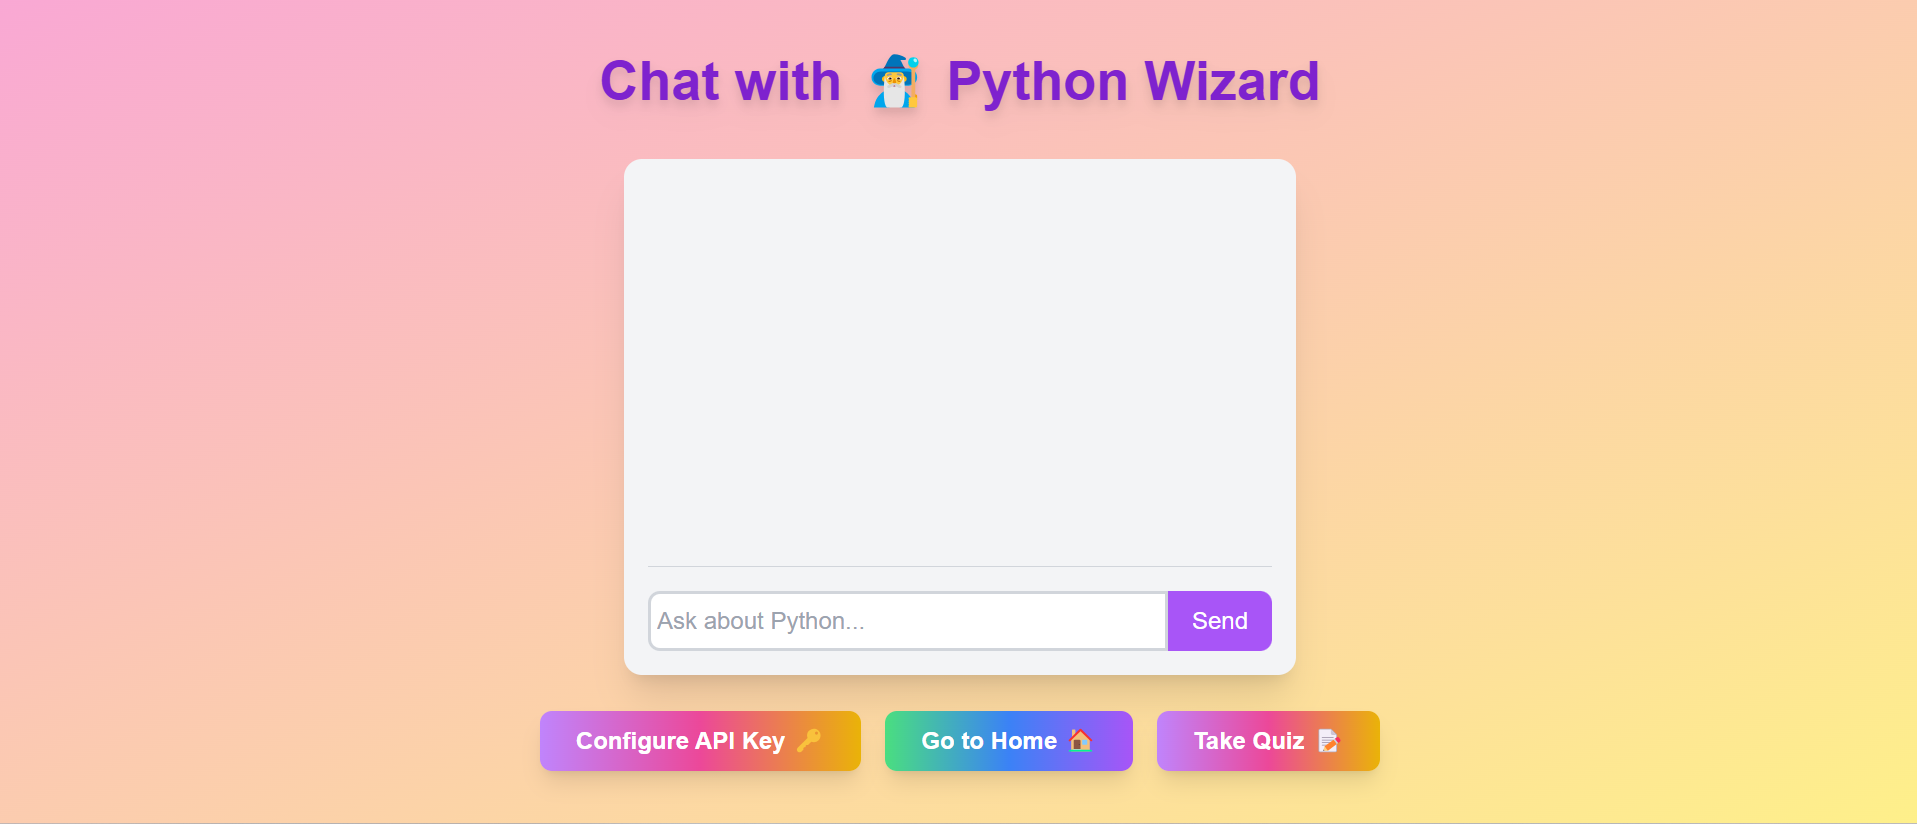 Chat with 🧙‍♂️ Python Wizard
Ask about Python...
Send
Configure API Key 🔑
Go to Home 🏠
Take Quiz 📝